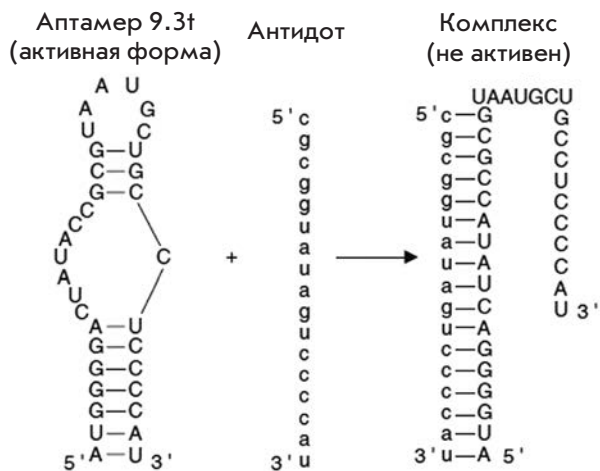 Аптамер 9.3t
(активная форма)
A U
A G
U C
G—U
C—G
G—C
C
C
A
U C
A
U
C
A—U
G—C
G—C
G—C
G—C
U—A
5'A—U 3'
+
Антидот
5'c
g
c
g
g
u
a
u
a
g
u
c
c
c
c
a
3'u
Комплекс
(не активен)
UAAUGCU
5'c—G
g—C
c—G
g—C
g—C
u—A
a—U
u—A
a—U
g—C
u—A
c—G
c—G
c—G
c—G
a—U
3'u—A 5'
G
C
C
U
C
C
C
C
A
U 3'